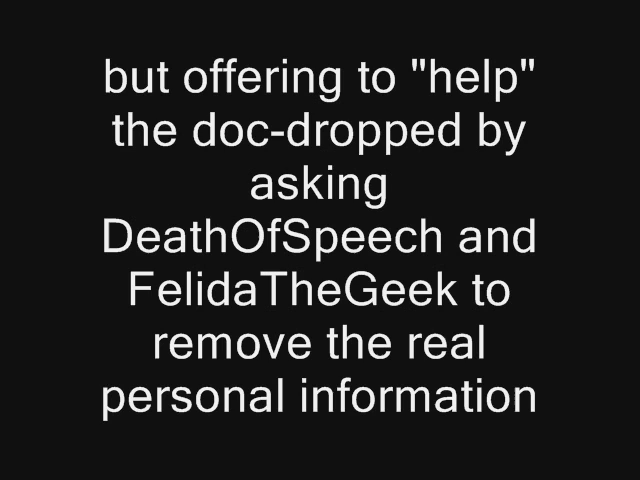 but offering to "help"
the doc-dropped by
asking
DeathOfSpeech and
FelidaTheGeek to
remove the real
personal information